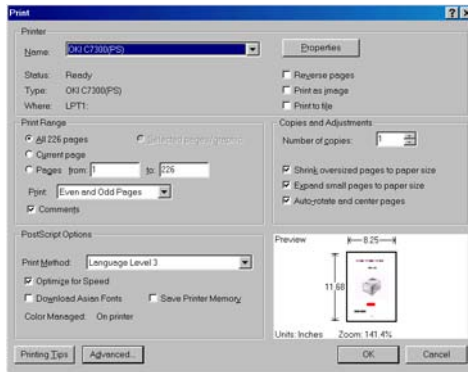 Print
Printer
Name: OKI C7300(PS)
Properties
Status: Ready
Type: OKI C7300(PS)
Where: LPT1:
Reverse pages
Print as image
Print to file
Print Range
All 226 pages
Selected pages/graphic
Current page
Pages from: 1 to: 226
Print: Even and Odd Pages
Comments
Copies and Adjustments
Number of copies: 1
Shrink oversized pages to paper size
Expand small pages to paper size
Auto-rotate and center pages
PostScript Options
Print Method: Language Level 3
Optimize for Speed
Download Asian Fonts Save Printer Memory
Color Managed: On printer
Preview
8.25
11.68
Units: Inches Zoom: 141.4%
Printing Tips Advanced... OK Cancel